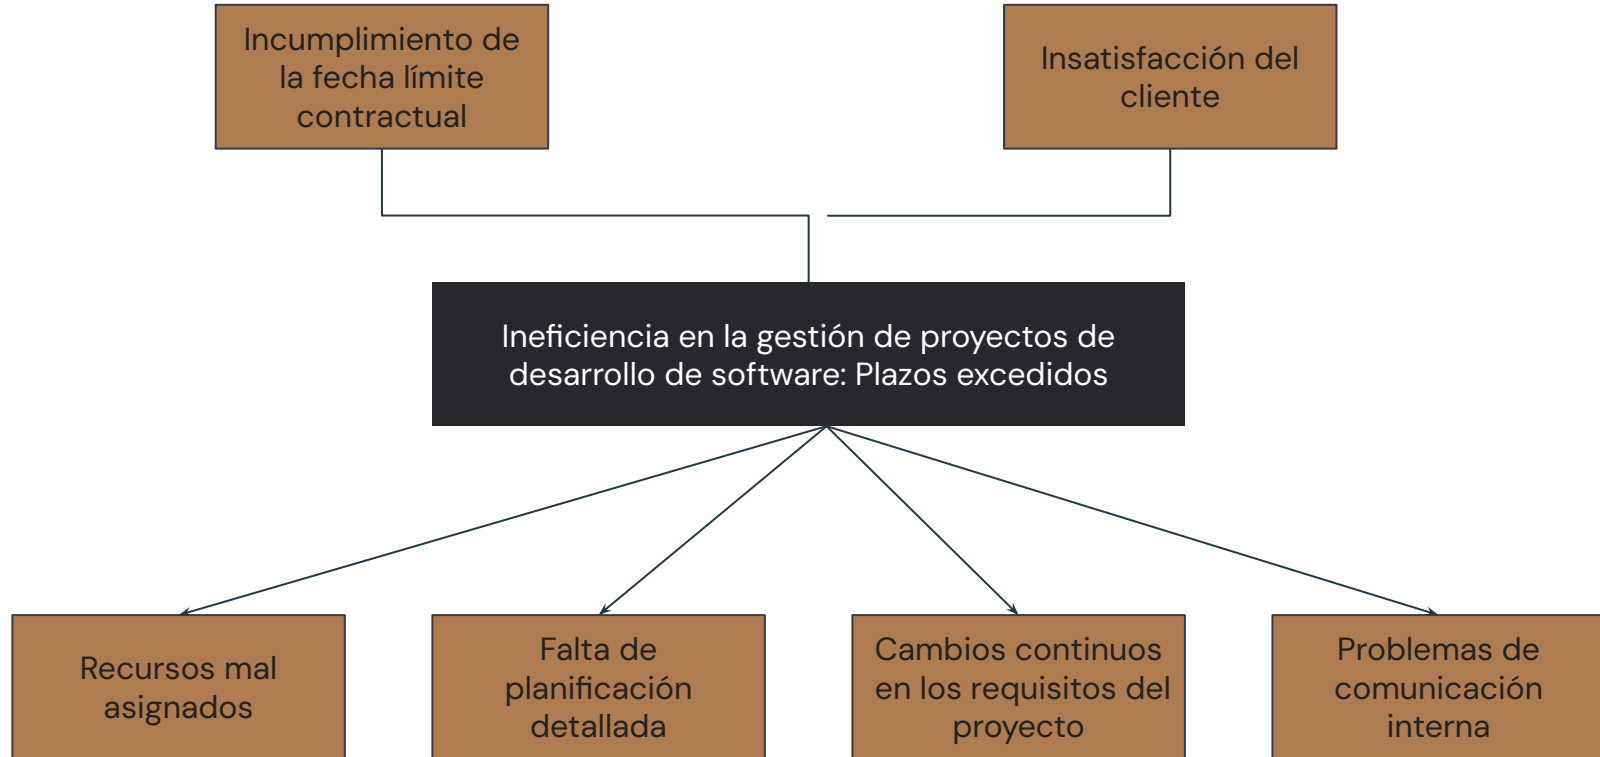 Incumplimiento de
la fecha límite
contractual
Insatisfacción del
cliente
Ineficiencia en la gestión de proyectos de
desarrollo de software: Plazos excedidos
Recursos mal
asignados
Falta de
planificación
detallada
Cambios continuos
en los requisitos del
proyecto
Problemas de
comunicación
interna